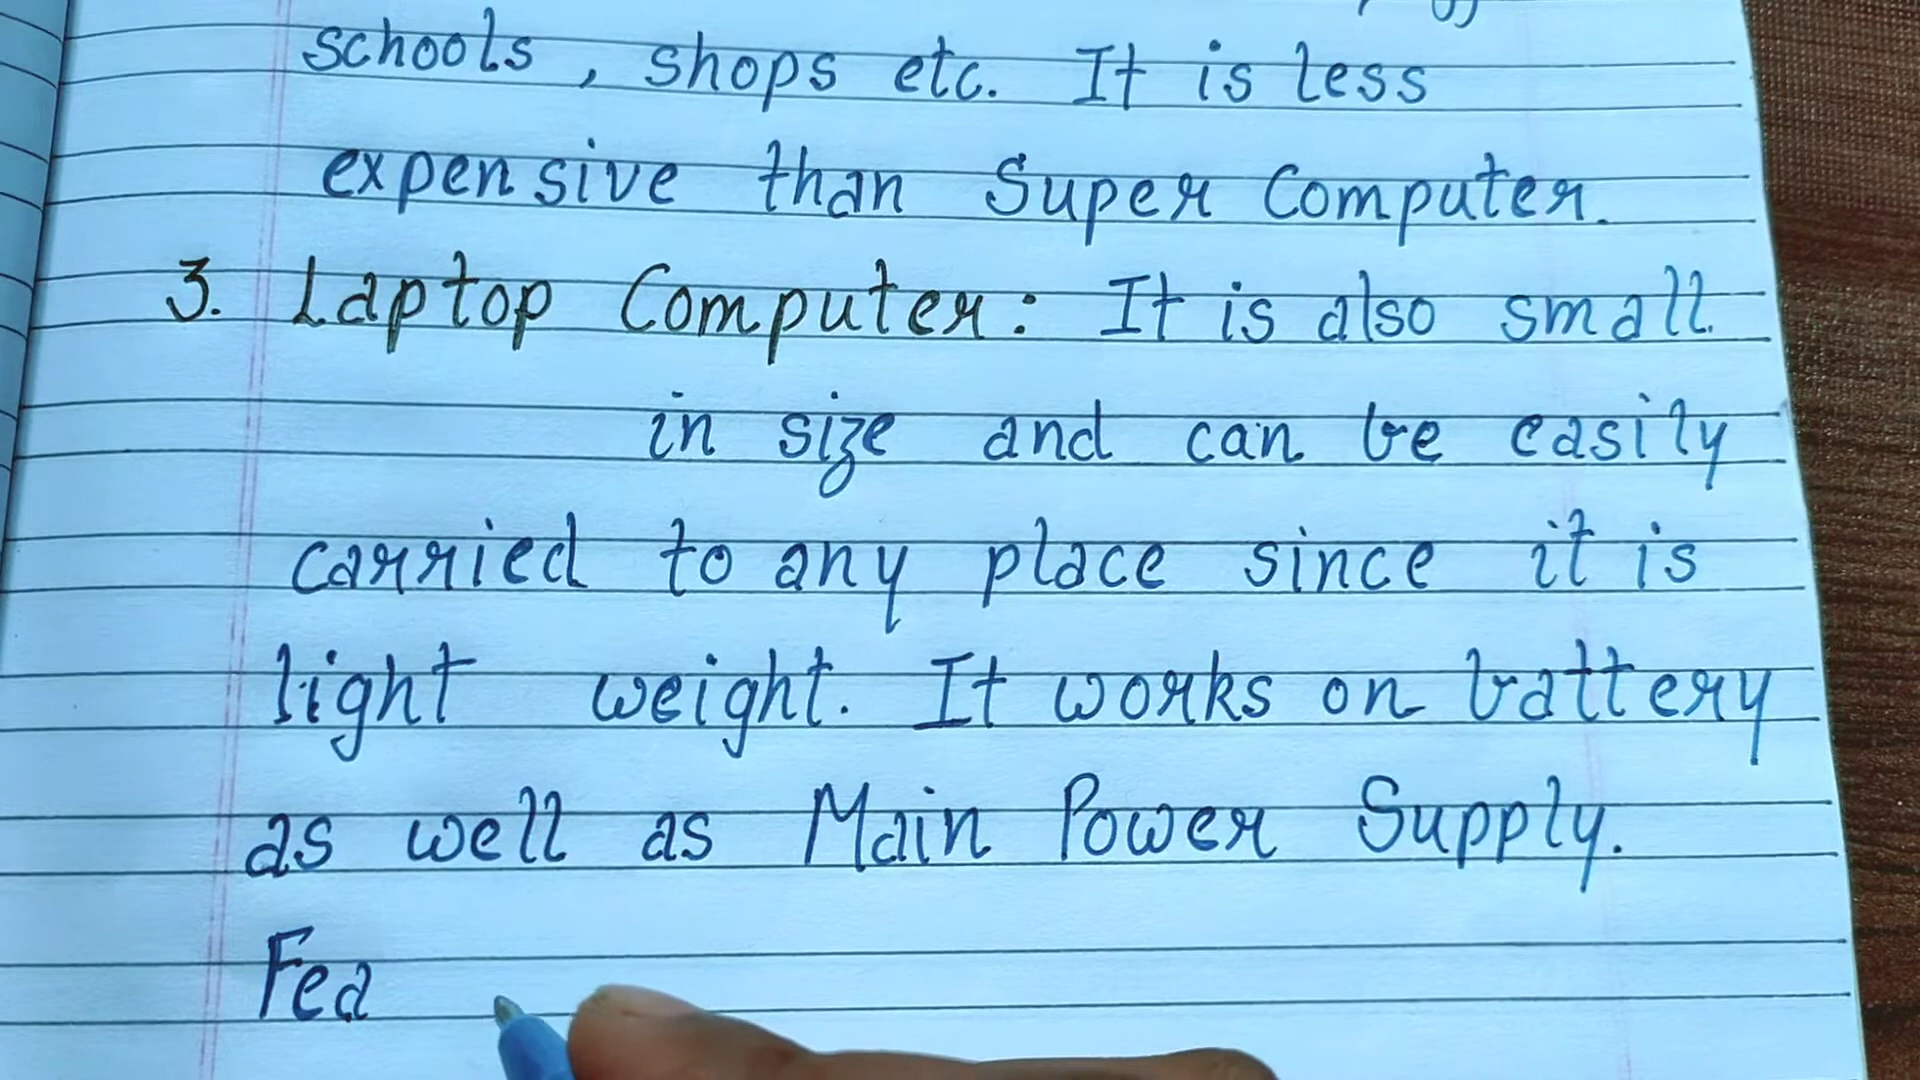 schools , shops etc. It is less
expensive than Super Computer.
3. Laptop Computer : It is also small
in size and can be easily
carried to any place since it is
light weight. It works on battery
as well as Main Power Supply.
Fea